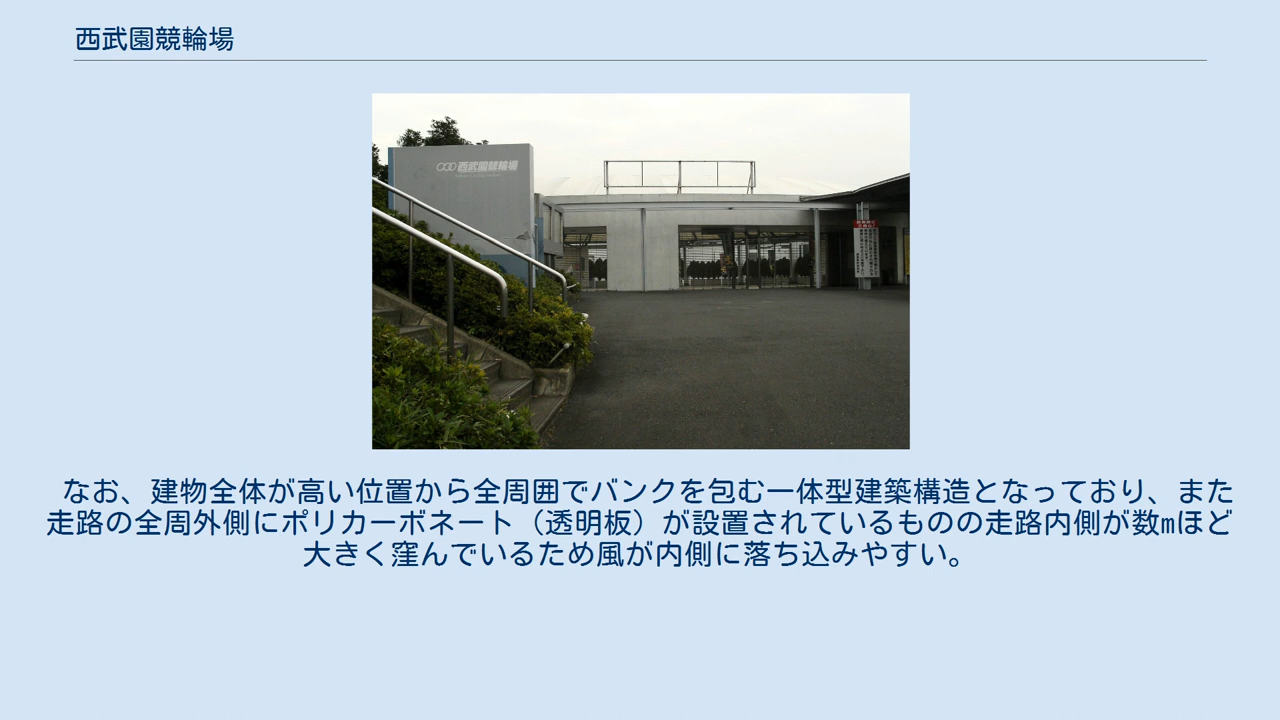 西武園競輪場
西武園競輪場
なお、建物全体が高い位置から全周囲でバンクを包む一体型建築構造となっており、また
走路の全周外側にポリカーボネート（透明板）が設置されているものの走路内側が数mほど
大きく窪んでいるため風が内側に落ち込みやすい。